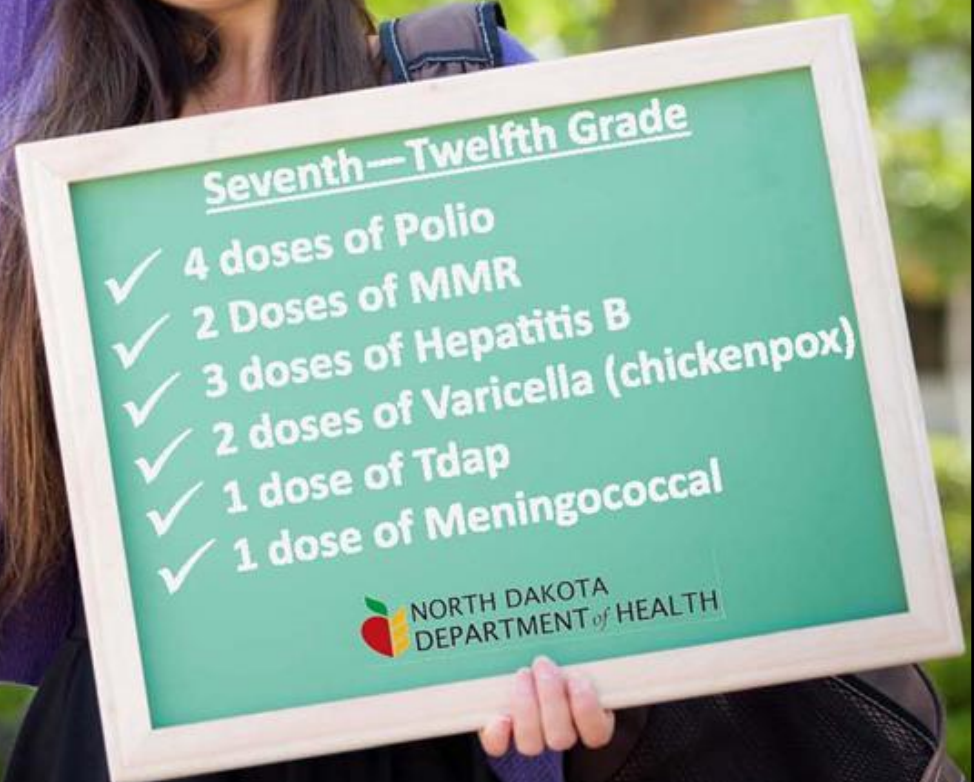 Seventh—Twelfth Grade
4 doses of Polio
2 Doses of MMR
3 doses of Hepatitis B
2 doses of Varicella (chickenpox)
1 dose of Tdap
1 dose of Meningococcal
NORTH DAKOTA
DEPARTMENT of HEALTH